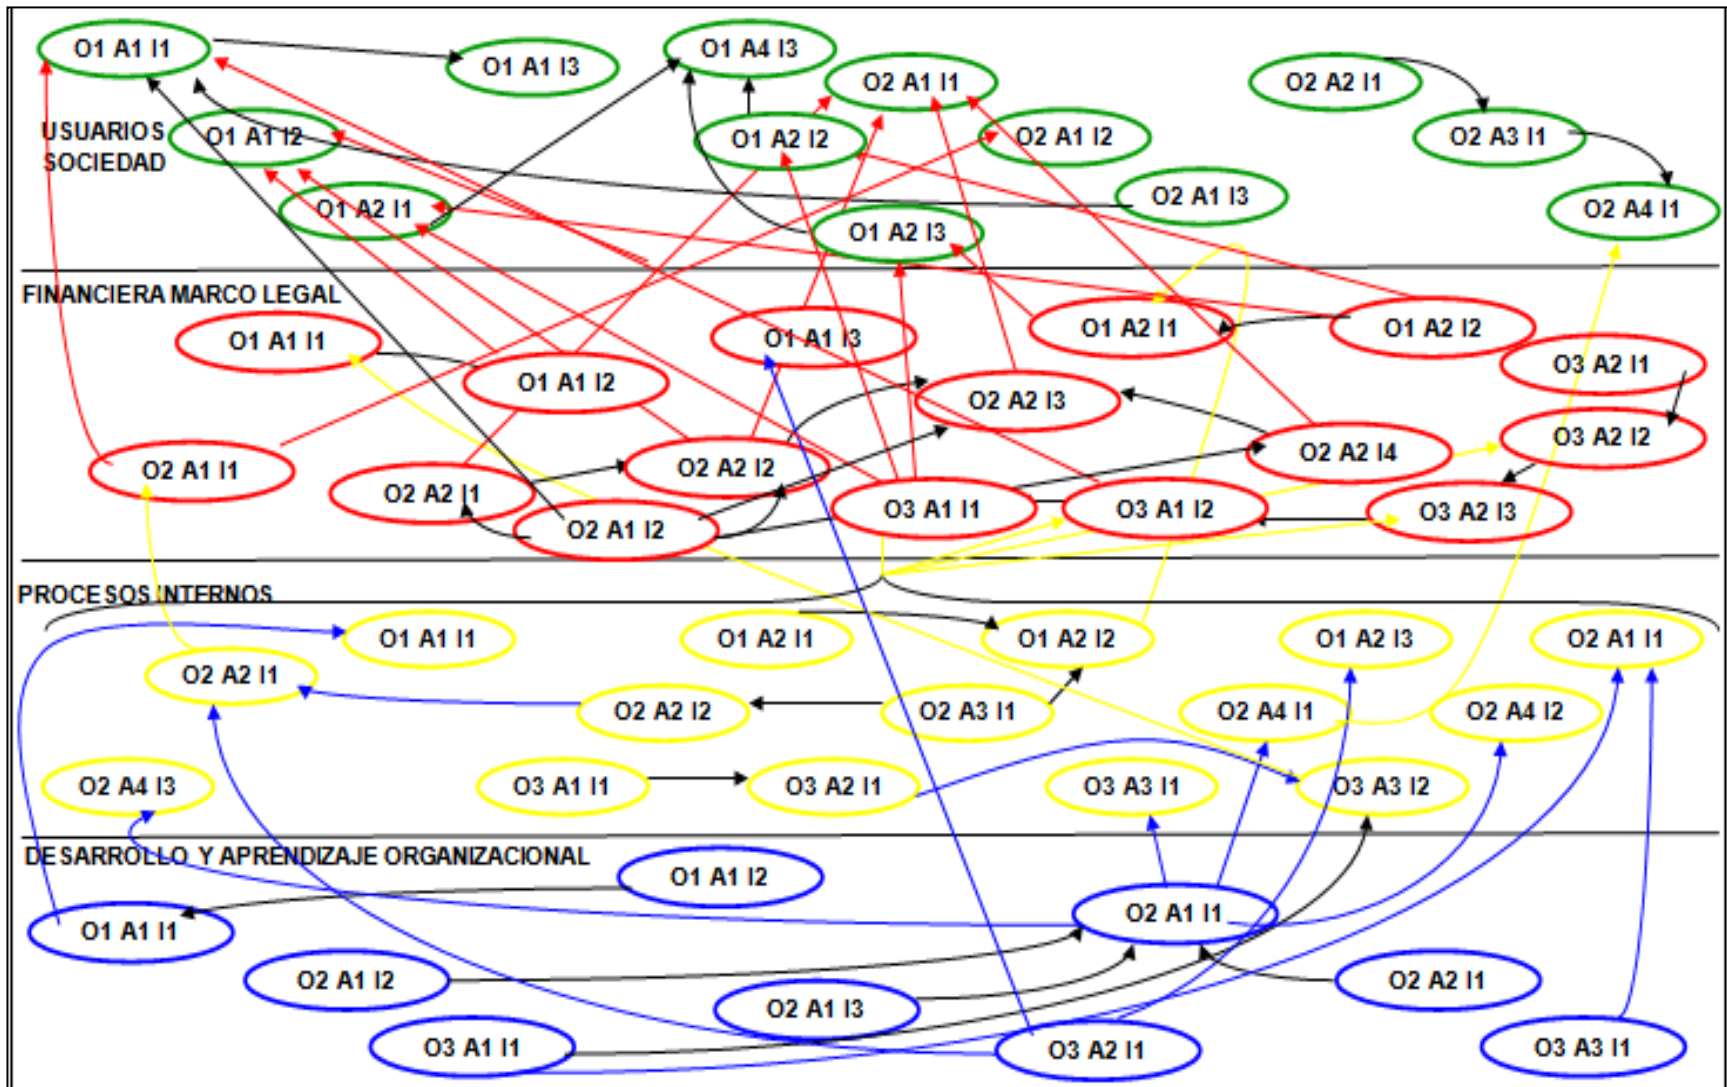 O1 A1 I1
O1 A1 I3
O1 A4 I3
O2 A1 I1
O2 A2 I1
USUARIOS
SOCIEDAD
O1 A1 I2
O1 A2 I2
O2 A1 I2
O2 A3 I1
O1 A2 I1
O2 A1 I3
O1 A2 I3
O2 A4 I1
FINANCIERA MARCO LEGAL
O1 A1 I1
O1 A1 I3
O1 A2 I1
O1 A2 I2
O1 A1 I2
O2 A2 I3
O3 A2 I1
O2 A1 I1
O2 A2 I1
O2 A2 I2
O2 A2 I4
O3 A2 I2
O2 A1 I2
O3 A1 I1
O3 A1 I2
O3 A2 I3
PROCESOS INTERNOS
O1 A1 I1
O1 A2 I1
O1 A2 I2
O1 A2 I3
O2 A1 I1
O2 A2 I1
O2 A2 I2
O2 A3 I1
O2 A4 I1
O2 A4 I2
O2 A4 I3
O3 A1 I1
O3 A2 I1
O3 A3 I1
O3 A3 I2
DESARROLLO Y APRENDIZAJE ORGANIZACIONAL
O1 A1 I2
O1 A1 I1
O2 A1 I1
O2 A1 I2
O2 A1 I3
O2 A2 I1
O3 A1 I1
O3 A2 I1
O3 A3 I1